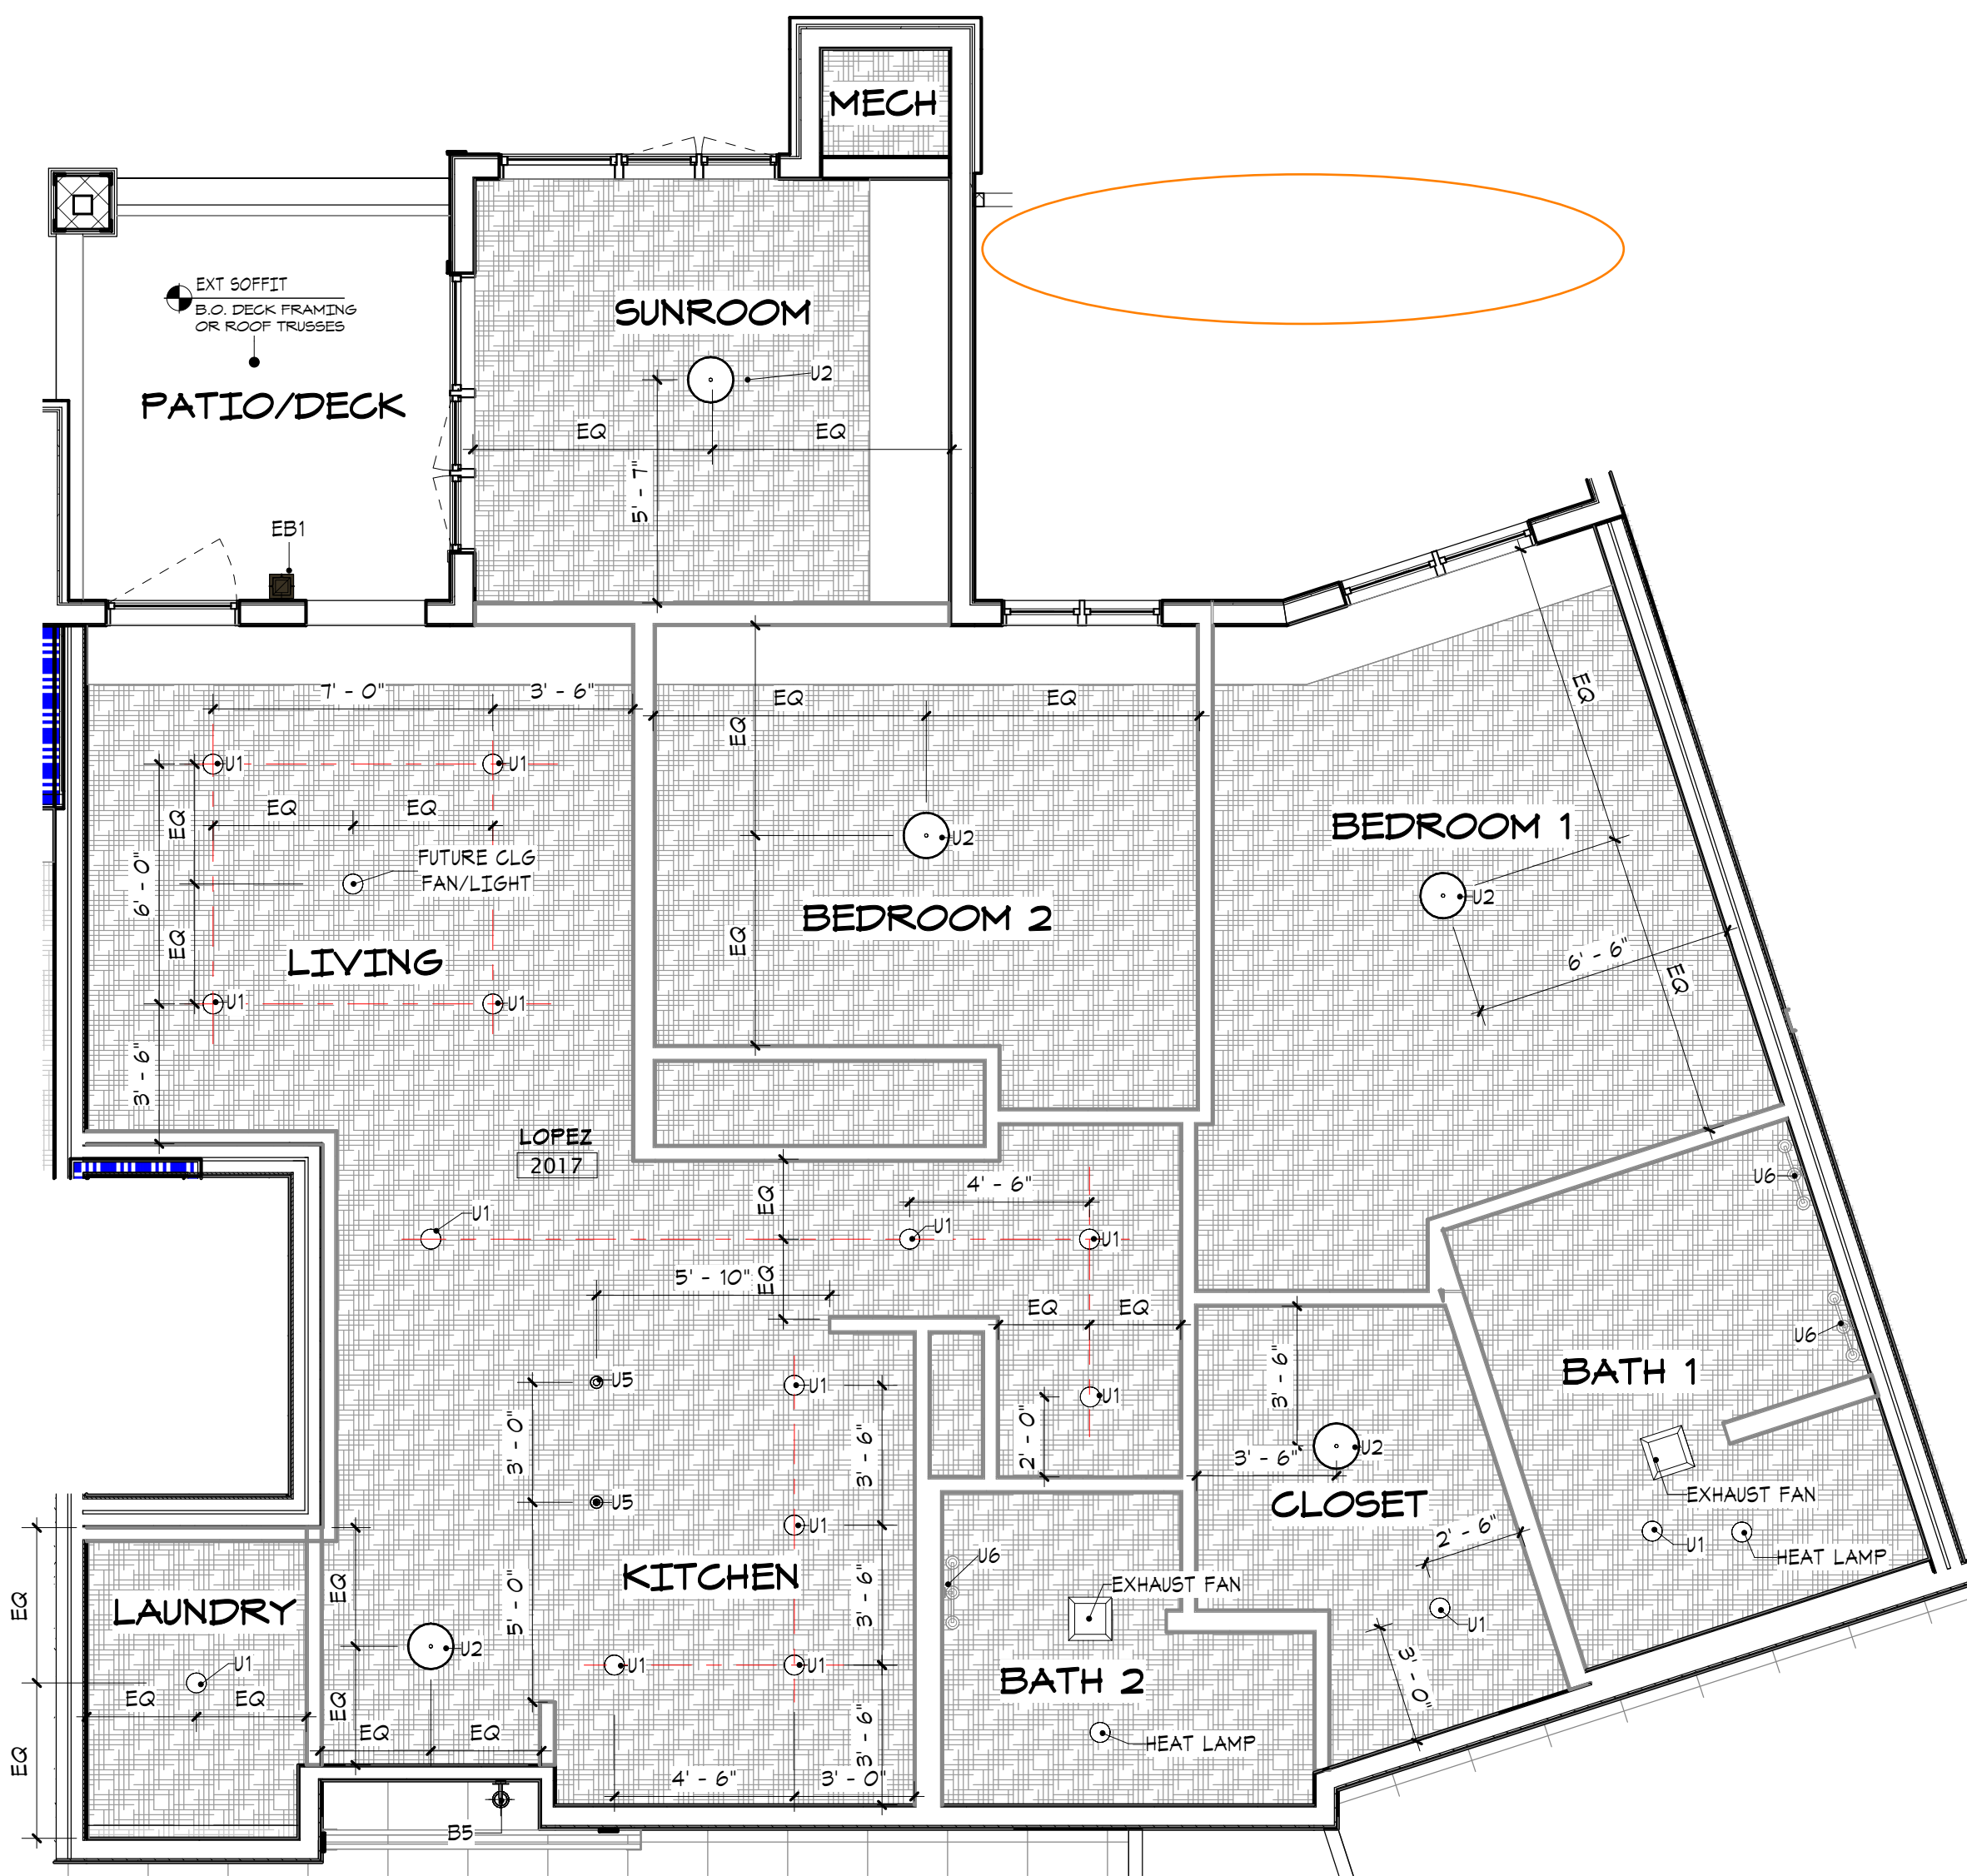 MECH
EXT SOFFIT
B.O. DECK FRAMING
OR ROOF TRUSSES
SUNROOM
U2
PATIO/DECK
EQ
EQ
5' - 7"
EB1
7' - 0"
3' - 6"
EQ
EQ
EQ
EQ
U1
U1
EQ
EQ
EQ
6' - 0"
FUTURE CLG
FAN/LIGHT
U2
BEDROOM 1
U2
BEDROOM 2
EQ
EQ
LIVING
6' - 6"
EQ
U1
U1
3' - 6"
LOPEZ
2017
EQ
4' - 6"
U6
U1
U1
U1
5' - 10"
EQ
EQ
EQ
U6
3' - 6"
BATH 1
U5
U1
U1
3' - 0"
3' - 6"
2' - 0"
3' - 6"
U2
EXHAUST FAN
U5
CLOSET
2' - 6"
U1
U1
HEAT LAMP
KITCHEN
U6
EXHAUST FAN
EQ
EQ
LAUNDRY
5' - 0"
3' - 6"
U1
U2
U1
U1
U1
BATH 2
3' - 0"
EQ
EQ
EQ
EQ
EQ
EQ
3' - 6"
HEAT LAMP
4' - 6"
3' - 0"
B5